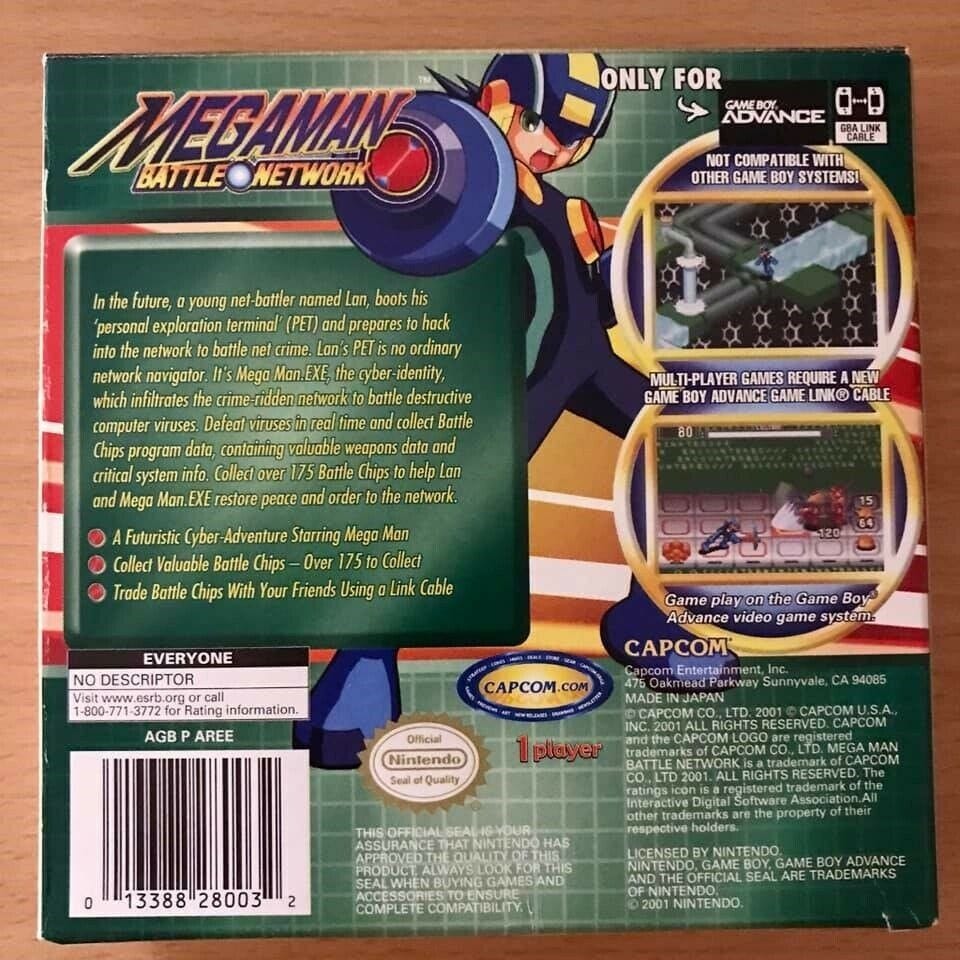 MEGAMAN™
BATTLE NETWORK
ONLY FOR
GAME BOY
ADVANCE
GBA LINK
CABLE
NOT COMPATIBLE WITH
OTHER GAME BOY SYSTEMS!
In the future, a young net-battler named Lan, boots his
'personal exploration terminal' (PET) and prepares to hack
into the network to battle net crime. Lan's PET is no ordinary
network navigator. It's Mega Man.EXE, the cyber-identity,
which infiltrates the crime-ridden network to battle destructive
computer viruses. Defeat viruses in real time and collect Battle
Chips program data, containing valuable weapons data and
critical system info. Collect over 175 Battle Chips to help Lan
and Mega Man.EXE restore peace and order to the network.
A Futuristic Cyber-Adventure Starring Mega Man
Collect Valuable Battle Chips – Over 175 to Collect
Trade Battle Chips With Your Friends Using a Link Cable
MULTI-PLAYER GAMES REQUIRE A NEW
GAME BOY ADVANCE GAME LINK® CABLE
80
15
64
120
Game play on the Game Boy®
Advance video game system.
EVERYONE
NO DESCRIPTOR
Visit www.esrb.org or call
1-800-771-3772 for Rating information.
AGB P AREE
0 13388 28003 2
CAPCOM.COM
Official
Nintendo
Seal of Quality
1 player
THIS OFFICIAL SEAL IS YOUR
ASSURANCE THAT NINTENDO HAS
APPROVED THE QUALITY OF THIS
PRODUCT. ALWAYS LOOK FOR THIS
SEAL WHEN BUYING GAMES AND
ACCESSORIES TO ENSURE
COMPLETE COMPATIBILITY.
CAPCOM®
Capcom Entertainment, Inc.
475 Oakmead Parkway Sunnyvale, CA 94085
MADE IN JAPAN
© CAPCOM CO., LTD. 2001 © CAPCOM U.S.A.,
INC. 2001 ALL RIGHTS RESERVED. CAPCOM
and the CAPCOM LOGO are registered
trademarks of CAPCOM CO., LTD. MEGA MAN
BATTLE NETWORK is a trademark of CAPCOM
CO., LTD 2001. ALL RIGHTS RESERVED. The
ratings icon is a registered trademark of the
Interactive Digital Software Association.All
other trademarks are the property of their
respective holders.
LICENSED BY NINTENDO.
NINTENDO, GAME BOY, GAME BOY ADVANCE
AND THE OFFICIAL SEAL ARE TRADEMARKS
OF NINTENDO.
© 2001 NINTENDO.